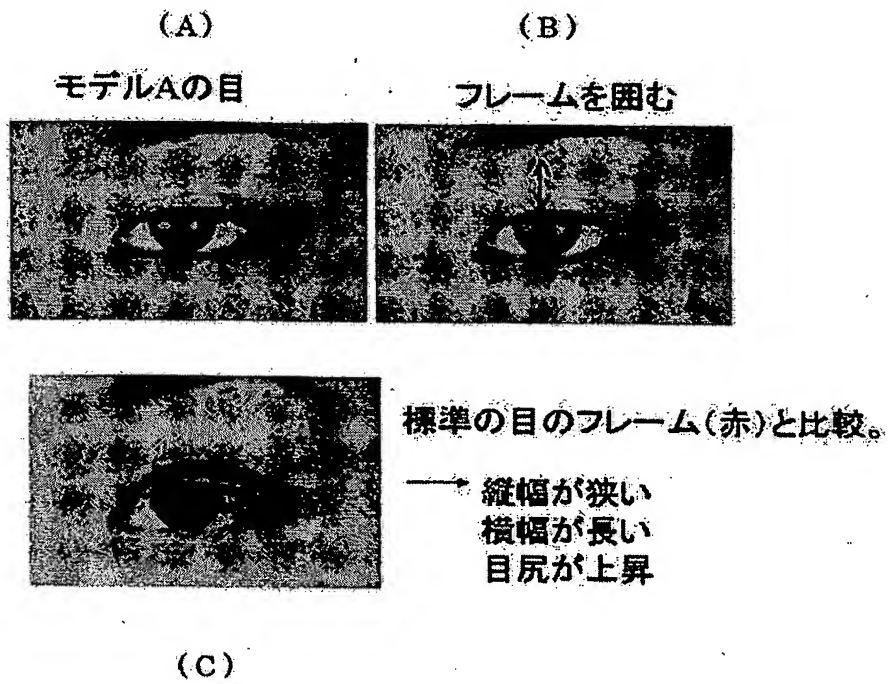 (A)
(B)
モデルAの目
フレームを囲む
標準の目のフレーム(赤)と比較。
→ 縦幅が狭い
横幅が長い
目尻が上昇
(C)